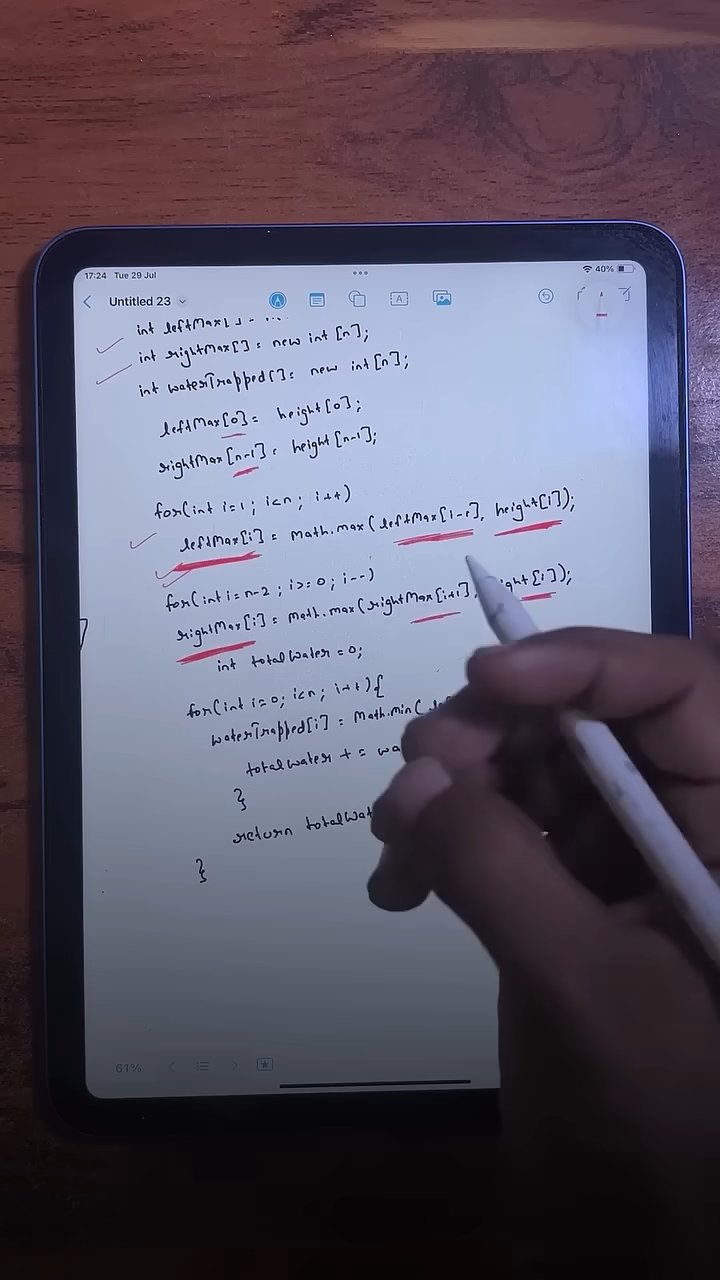 17:24 Tue 29 Jul
40%
Untitled 23
A
int leftMax[]
int rightMax[] = new int [n];
int waterTrapped[] = new int [n];
leftMax[0] = height[0];
rightMax[n-1] = height[n-1];
for(int i=1; i<n; i++)
leftMax[i] = Math.max(leftMax[1-i], height[i]);
for(int i=n-2; i>=0; i--)
rightMax[i] = Math.max(rightMax[i+1], [i]);
int totalWater = 0;
for(int i=0; i<n; i++){
waterTrapped[i] = Math.min(
totalWater +=
}
return
}
61%